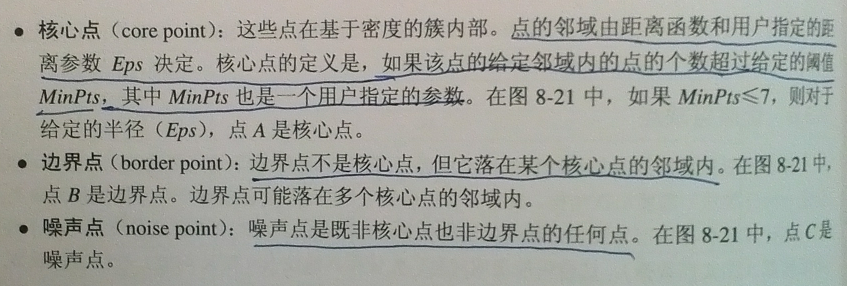 ● 核心点（core point）：这些点在基于密度的簇内部。点的邻域由距离函数和用户指定的距
离参数 Eps 决定。核心点的定义是，如果该点的给定邻域内的点的个数超过给定的阈值
MinPts，其中 MinPts 也是一个用户指定的参数。在图 8-21 中，如果 MinPts≤7，则对于
给定的半径（Eps），点 A 是核心点。
● 边界点（border point）：边界点不是核心点，但它落在某个核心点的邻域内。在图 8-21 中，
点 B 是边界点。边界点可能落在多个核心点的邻域内。
● 噪声点（noise point）：噪声点是既非核心点也非边界点的任何点。在图 8-21 中，点 C 是
噪声点。